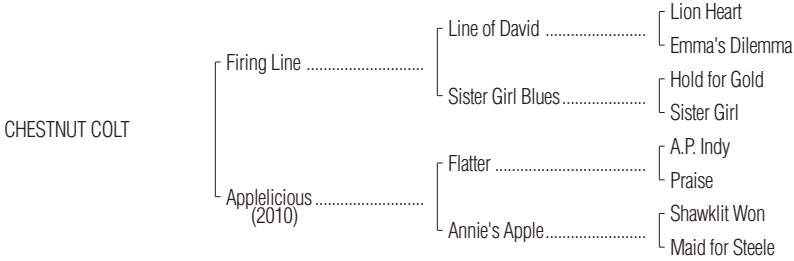 Lion Heart
Line of David ........................
Emma's Dilemma
Firing Line ............................
Hold for Gold
Sister Girl Blues....................
Sister Girl
CHESTNUT COLT
A.P. Indy
Flatter ....................................
Praise
Applelicious ..........................
(2010)
Shawklit Won
Annie's Apple........................
Maid for Steele